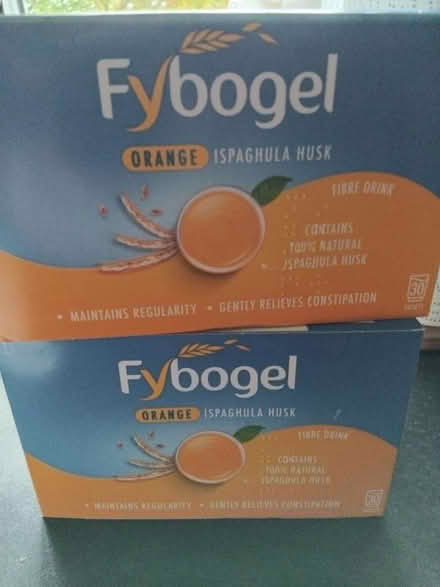 Fybogel
ORANGE ISPAGHULA HUSK
FIBRE DRINK
CONTAINS
100% NATURAL
ISPAGHULA HUSK
30
SACHETS
• MAINTAINS REGULARITY • GENTLY RELIEVES CONSTIPATION
Fybogel
ORANGE ISPAGHULA HUSK
FIBRE DRINK
CONTAINS
100% NATURAL
ISPAGHULA HUSK
30
• MAINTAINS REGULARITY • GENTLY RELIEVES CONSTIPATION